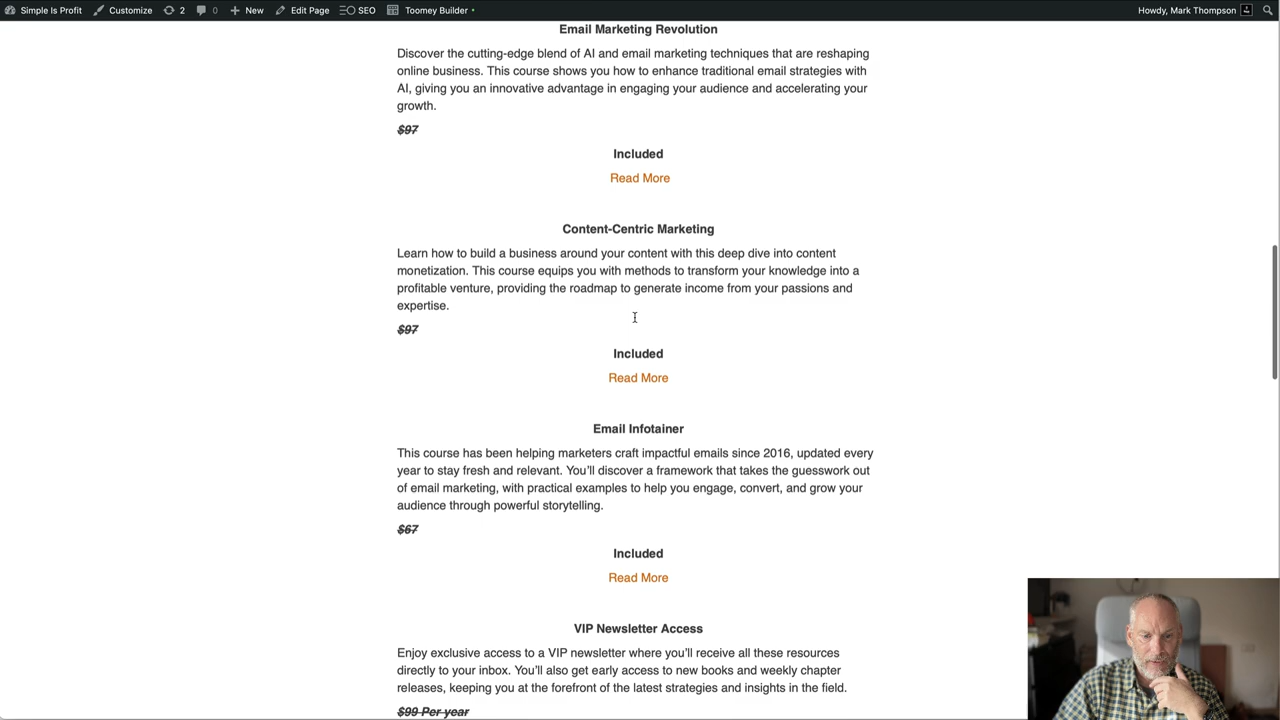 Simple Is Profit Customize 2 0 New Edit Page SEO Toomey Builder Howdy, Mark Thompson
Email Marketing Revolution
Discover the cutting-edge blend of AI and email marketing techniques that are reshaping
online business. This course shows you how to enhance traditional email strategies with
AI, giving you an innovative advantage in engaging your audience and accelerating your
growth.
$97
Included
Read More
Content-Centric Marketing
Learn how to build a business around your content with this deep dive into content
monetization. This course equips you with methods to transform your knowledge into a
profitable venture, providing the roadmap to generate income from your passions and
expertise.
$97
Included
Read More
Email Infotainer
This course has been helping marketers craft impactful emails since 2016, updated every
year to stay fresh and relevant. You'll discover a framework that takes the guesswork out
of email marketing, with practical examples to help you engage, convert, and grow your
audience through powerful storytelling.
$67
Included
Read More
VIP Newsletter Access
Enjoy exclusive access to a VIP newsletter where you'll receive all these resources
directly to your inbox. You'll also get early access to new books and weekly chapter
releases, keeping you at the forefront of the latest strategies and insights in the field.
$99 Per year